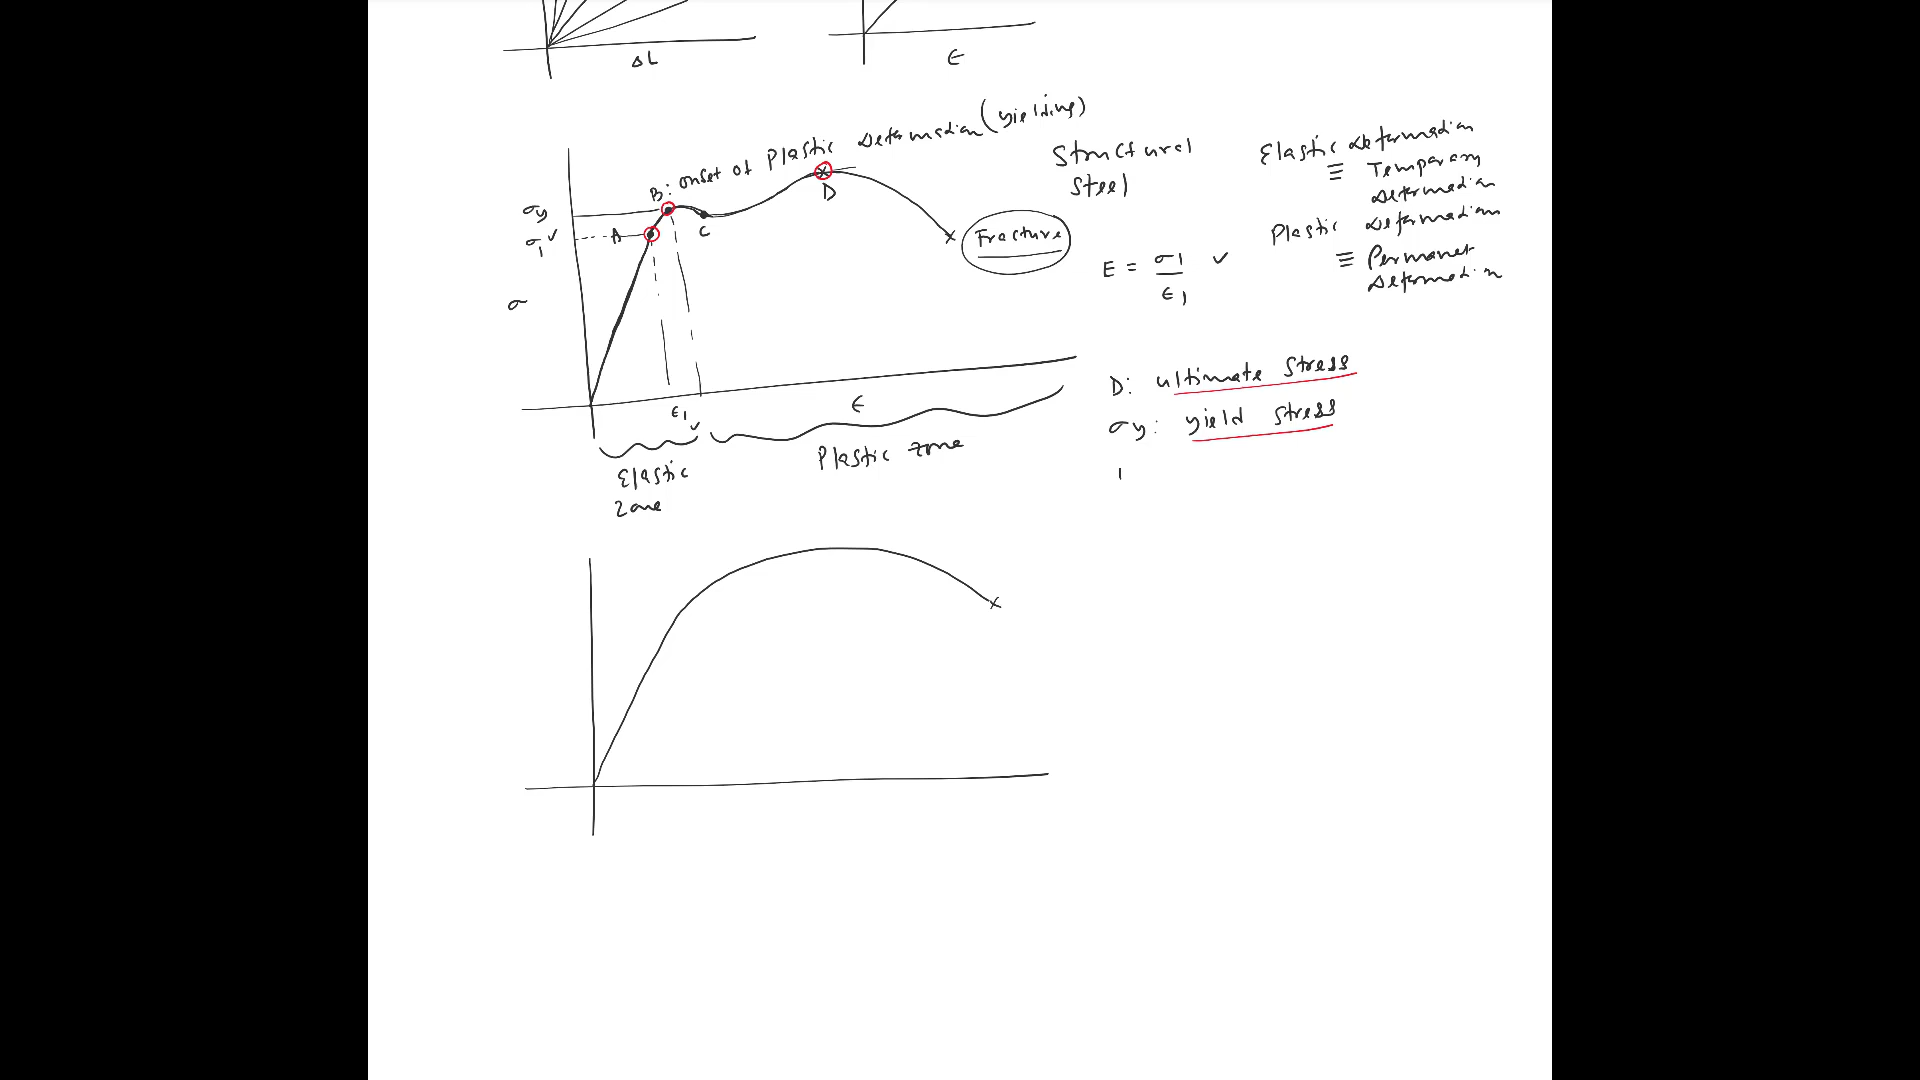 ΔL
ϵ
B: onset of Plastic Deformation (yielding)
Structural
Steel
Elastic Deformation
≡ Temporary
Deformation
Plastic Deformation
≡ Permanet
Deformation
σy
σ1 ✓
A
C
D
Fracture
E = σ1 / ϵ1 ✓
σ
ϵ1 ✓
ϵ
Elastic
Zone
Plastic zone
D: ultimate stress
σy: yield stress